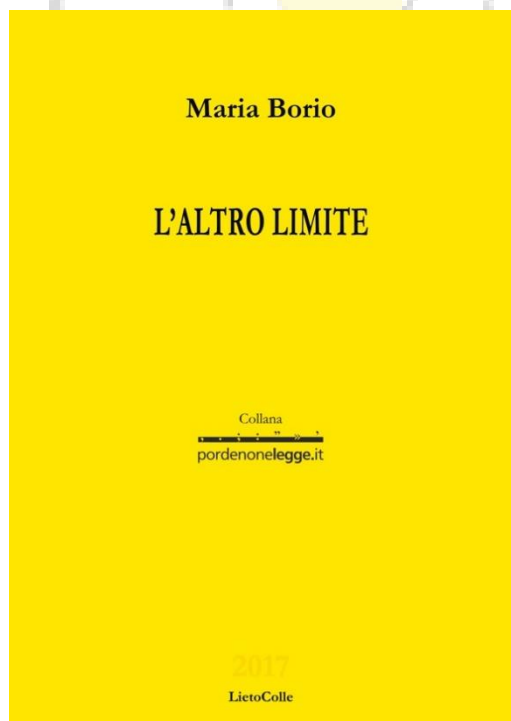 Maria Borio
L'ALTRO LIMITE
Collana
pordenonelegge.it
2017
LietoColle